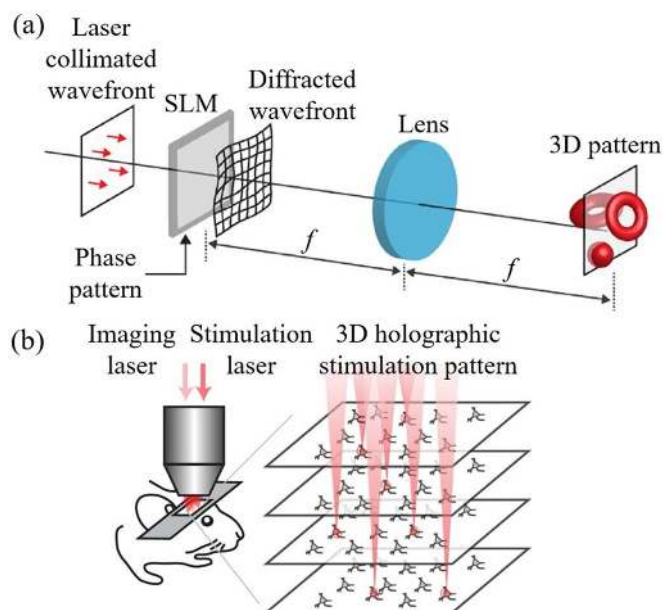 (a)
Laser
collimated
wavefront
SLM
Diffracted
wavefront
Lens
3D pattern
Phase
pattern
f
f
(b)
Imaging
laser
Stimulation
laser
3D holographic
stimulation pattern